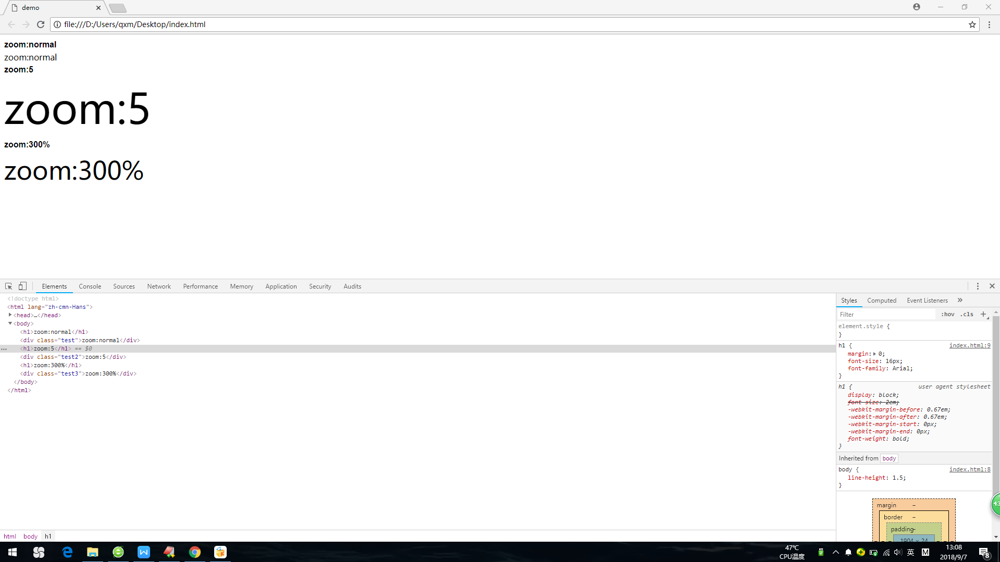 demo
file:///D:/Users/qxm/Desktop/index.html
zoom:normal
zoom:normal
zoom:5
zoom:5
zoom:300%
zoom:300%
Elements Console Sources Network Performance Memory Application Security Audits
<!doctype html>
<html lang="zh-cmn-Hans">
<head>…</head>
<body>
<h1>zoom:normal</h1>
<div class="test">zoom:normal</div>
<h1>zoom:5</h1> == $0
<div class="test2">zoom:5</div>
<h1>zoom:300%</h1>
<div class="test3">zoom:300%</div>
</body>
</html>
html body h1
Styles Computed Event Listeners »
Filter :hov .cls +
element.style {
}
h1 { index.html:9
margin: 0;
font-size: 16px;
font-family: Arial;
}
h1 { user agent stylesheet
display: block;
font-size: 2em;
-webkit-margin-before: 0.67em;
-webkit-margin-after: 0.67em;
-webkit-margin-start: 0px;
-webkit-margin-end: 0px;
font-weight: bold;
}
Inherited from body
body { index.html:8
line-height: 1.5;
}
margin –
border –
padding –
1904 × 24
43
47℃
CPU温度
英
M
13:08
2018/9/7
8